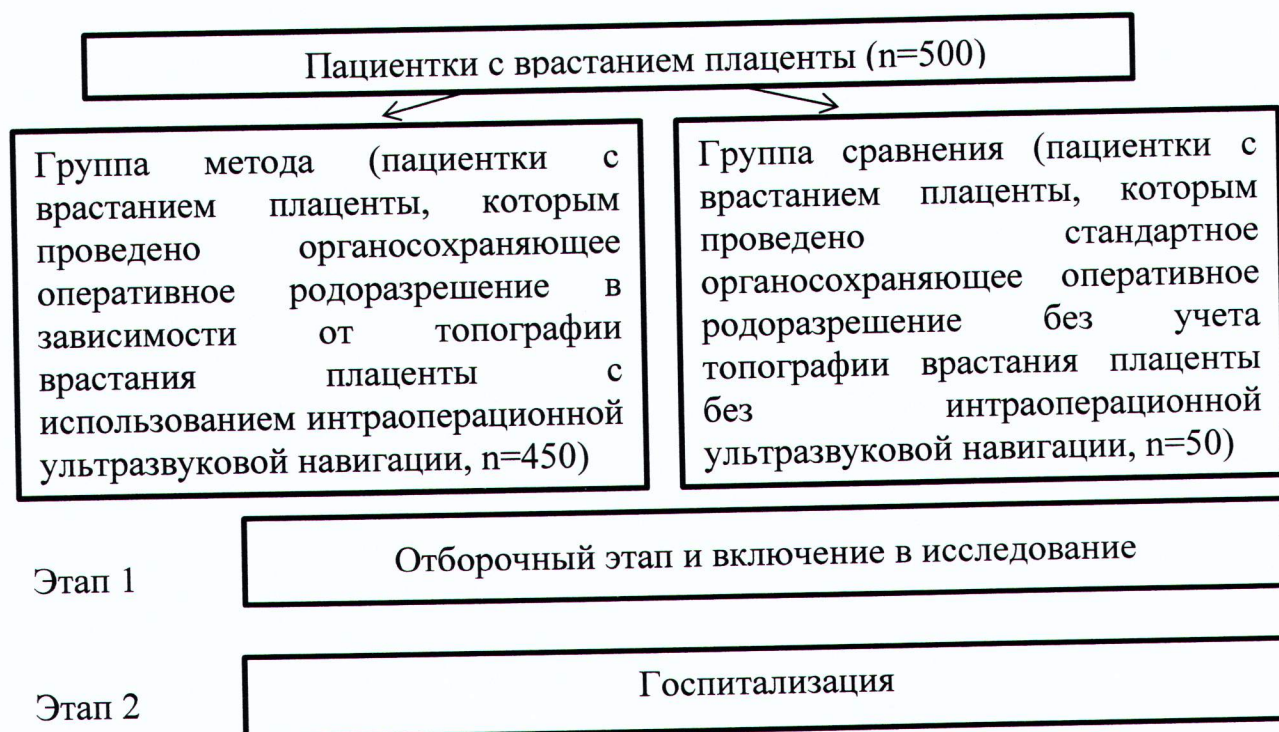 Пациентки с врастанием плаценты (n=500)
Группа метода (пациентки с
врастанием плаценты, которым
проведено органосохраняющее
оперативное родоразрешение в
зависимости от топографии
врастания плаценты с
использованием интраоперационной
ультразвуковой навигации, n=450)
Группа сравнения (пациентки с
врастанием плаценты, которым
проведено стандартное
органосохраняющее оперативное
родоразрешение без учета
топографии врастания плаценты
без интраоперационной
ультразвуковой навигации, n=50)
Этап 1
Отборочный этап и включение в исследование
Этап 2
Госпитализация